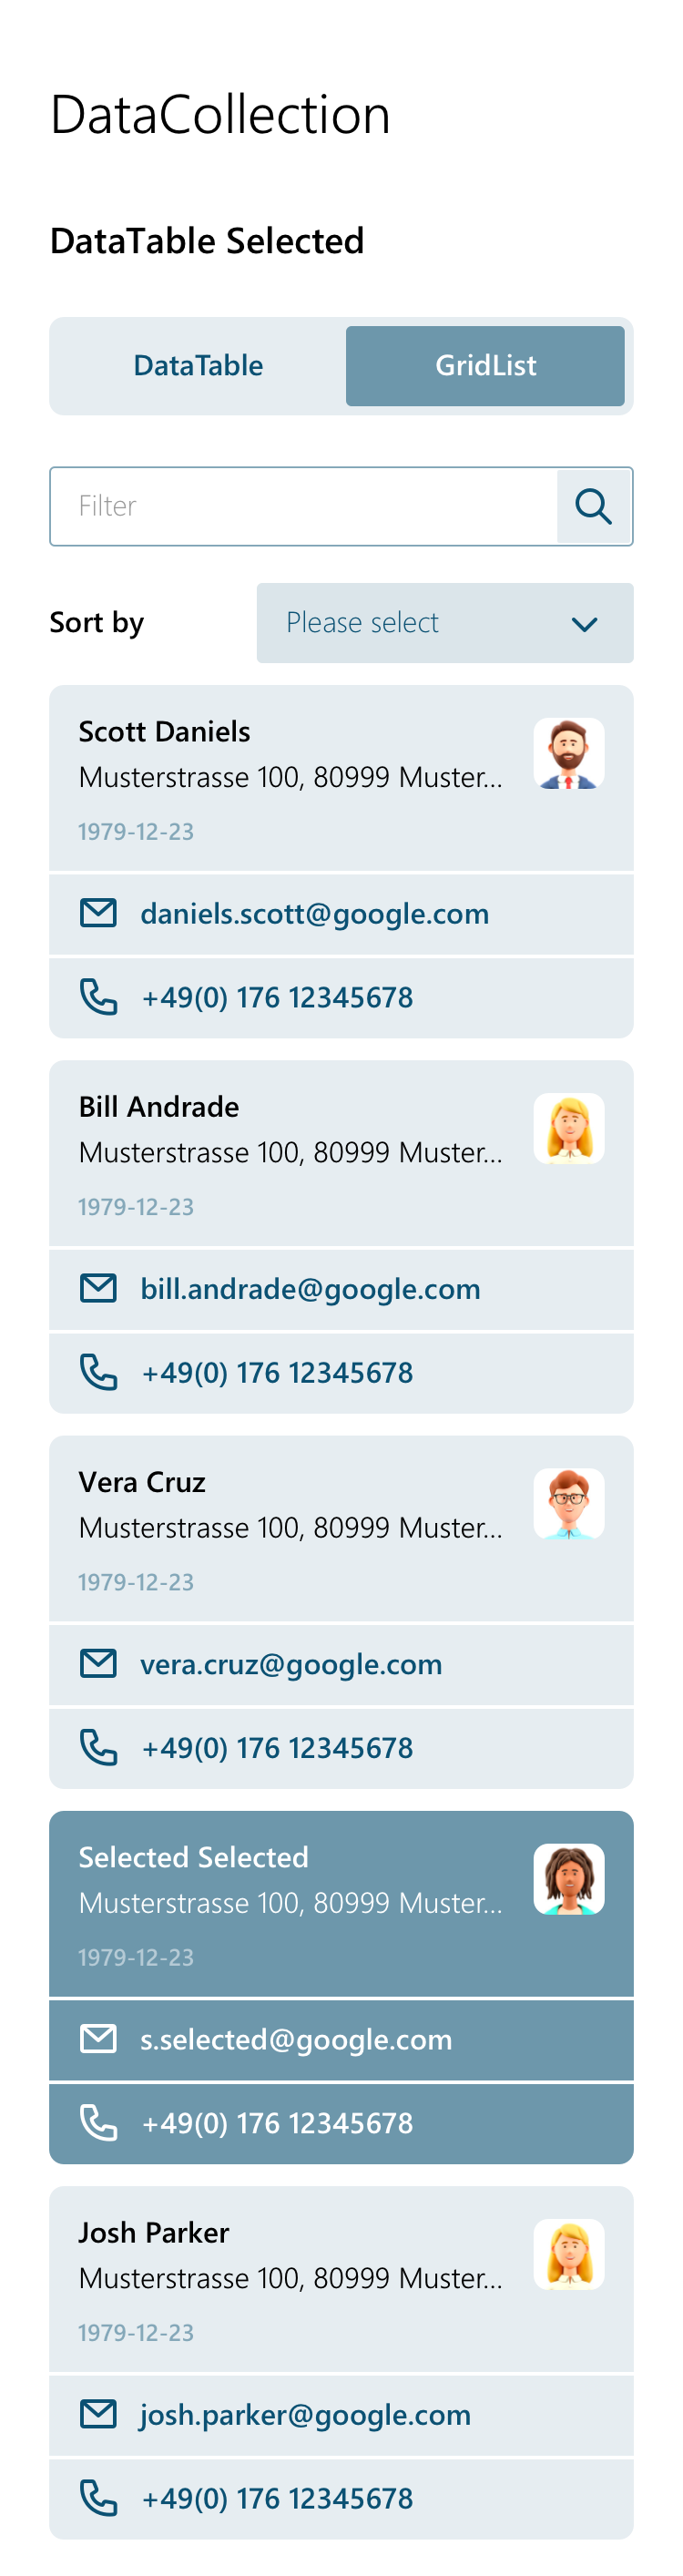 DataCollection
DataTable Selected
DataTable GridList
Filter
Sort by Please select
Scott Daniels
Musterstrasse 100, 80999 Muster...
1979-12-23
daniels.scott@google.com
+49(0) 176 12345678
Bill Andrade
Musterstrasse 100, 80999 Muster...
1979-12-23
bill.andrade@google.com
+49(0) 176 12345678
Vera Cruz
Musterstrasse 100, 80999 Muster...
1979-12-23
vera.cruz@google.com
+49(0) 176 12345678
Selected Selected
Musterstrasse 100, 80999 Muster...
1979-12-23
s.selected@google.com
+49(0) 176 12345678
Josh Parker
Musterstrasse 100, 80999 Muster...
1979-12-23
josh.parker@google.com
+49(0) 176 12345678